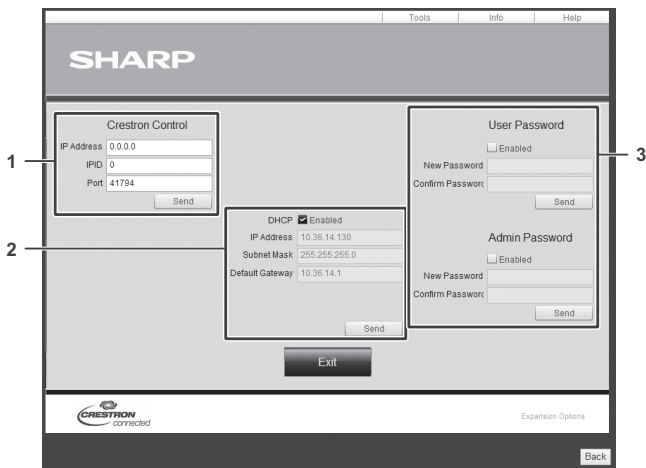 Tools Info Help
SHARP
1
Crestron Control
IP Address 0.0.0.0
IPID 0
Port 41794
Send
2
DHCP Enabled
IP Address 10.36.14.130
Subnet Mask 255.255.255.0
Default Gateway 10.36.14.1
Send
3
User Password
Enabled
New Password
Confirm Passworc
Send
Admin Password
Enabled
New Password
Confirm Passworc
Send
Exit
CRESTRON
connected
Expansion Options
Back